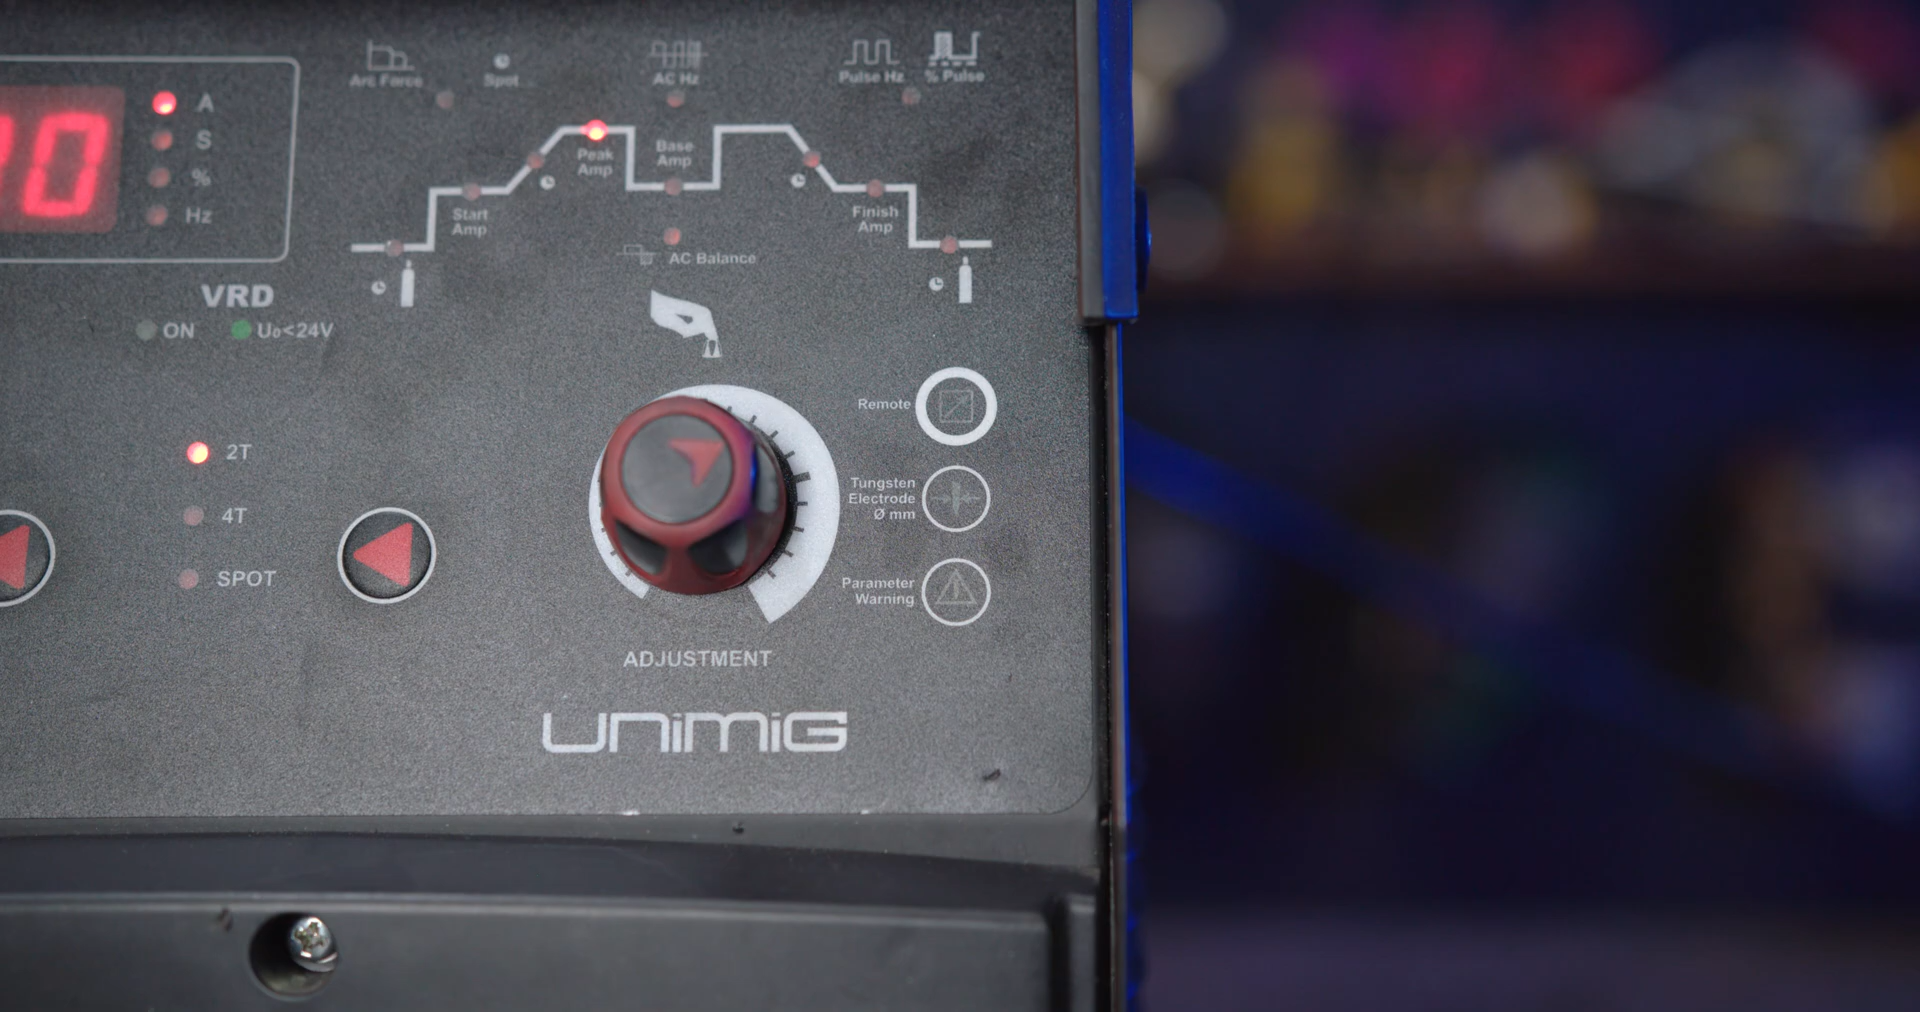 Arc Force
Spot
AC Hz
Pulse Hz
% Pulse
0
A
S
%
Hz
Peak
Amp
Base
Amp
Start
Amp
Finish
Amp
AC Balance
VRD
ON
U₀<24V
2T
4T
SPOT
Remote
Tungsten
Electrode
Ø mm
Parameter
Warning
ADJUSTMENT
UNIMIG